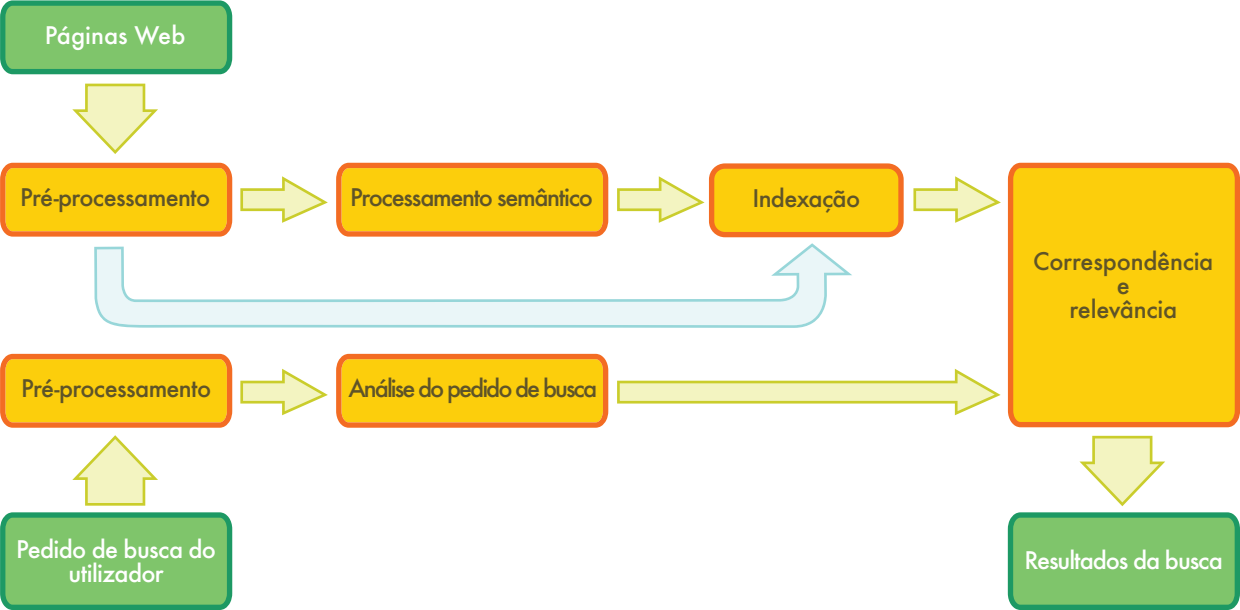 Páginas Web
Pré-processamento
Processamento semântico
Indexação
Correspondência
e
relevância
Pré-processamento
Análise do pedido de busca
Pedido de busca do
utilizador
Resultados da busca